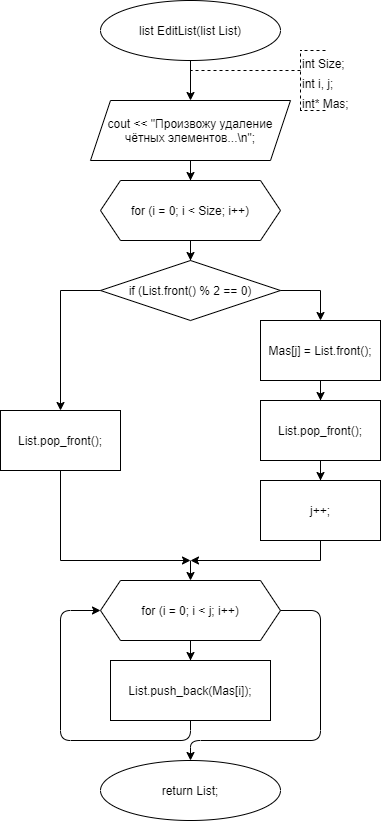 list EditList(list List)
int Size;
int i, j;
int* Mas;
cout << "Произвожу удаление
чётных элементов...\n";
for (i = 0; i < Size; i++)
if (List.front() % 2 == 0)
Mas[j] = List.front();
List.pop_front();
List.pop_front();
j++;
for (i = 0; i < j; i++)
List.push_back(Mas[i]);
return List;